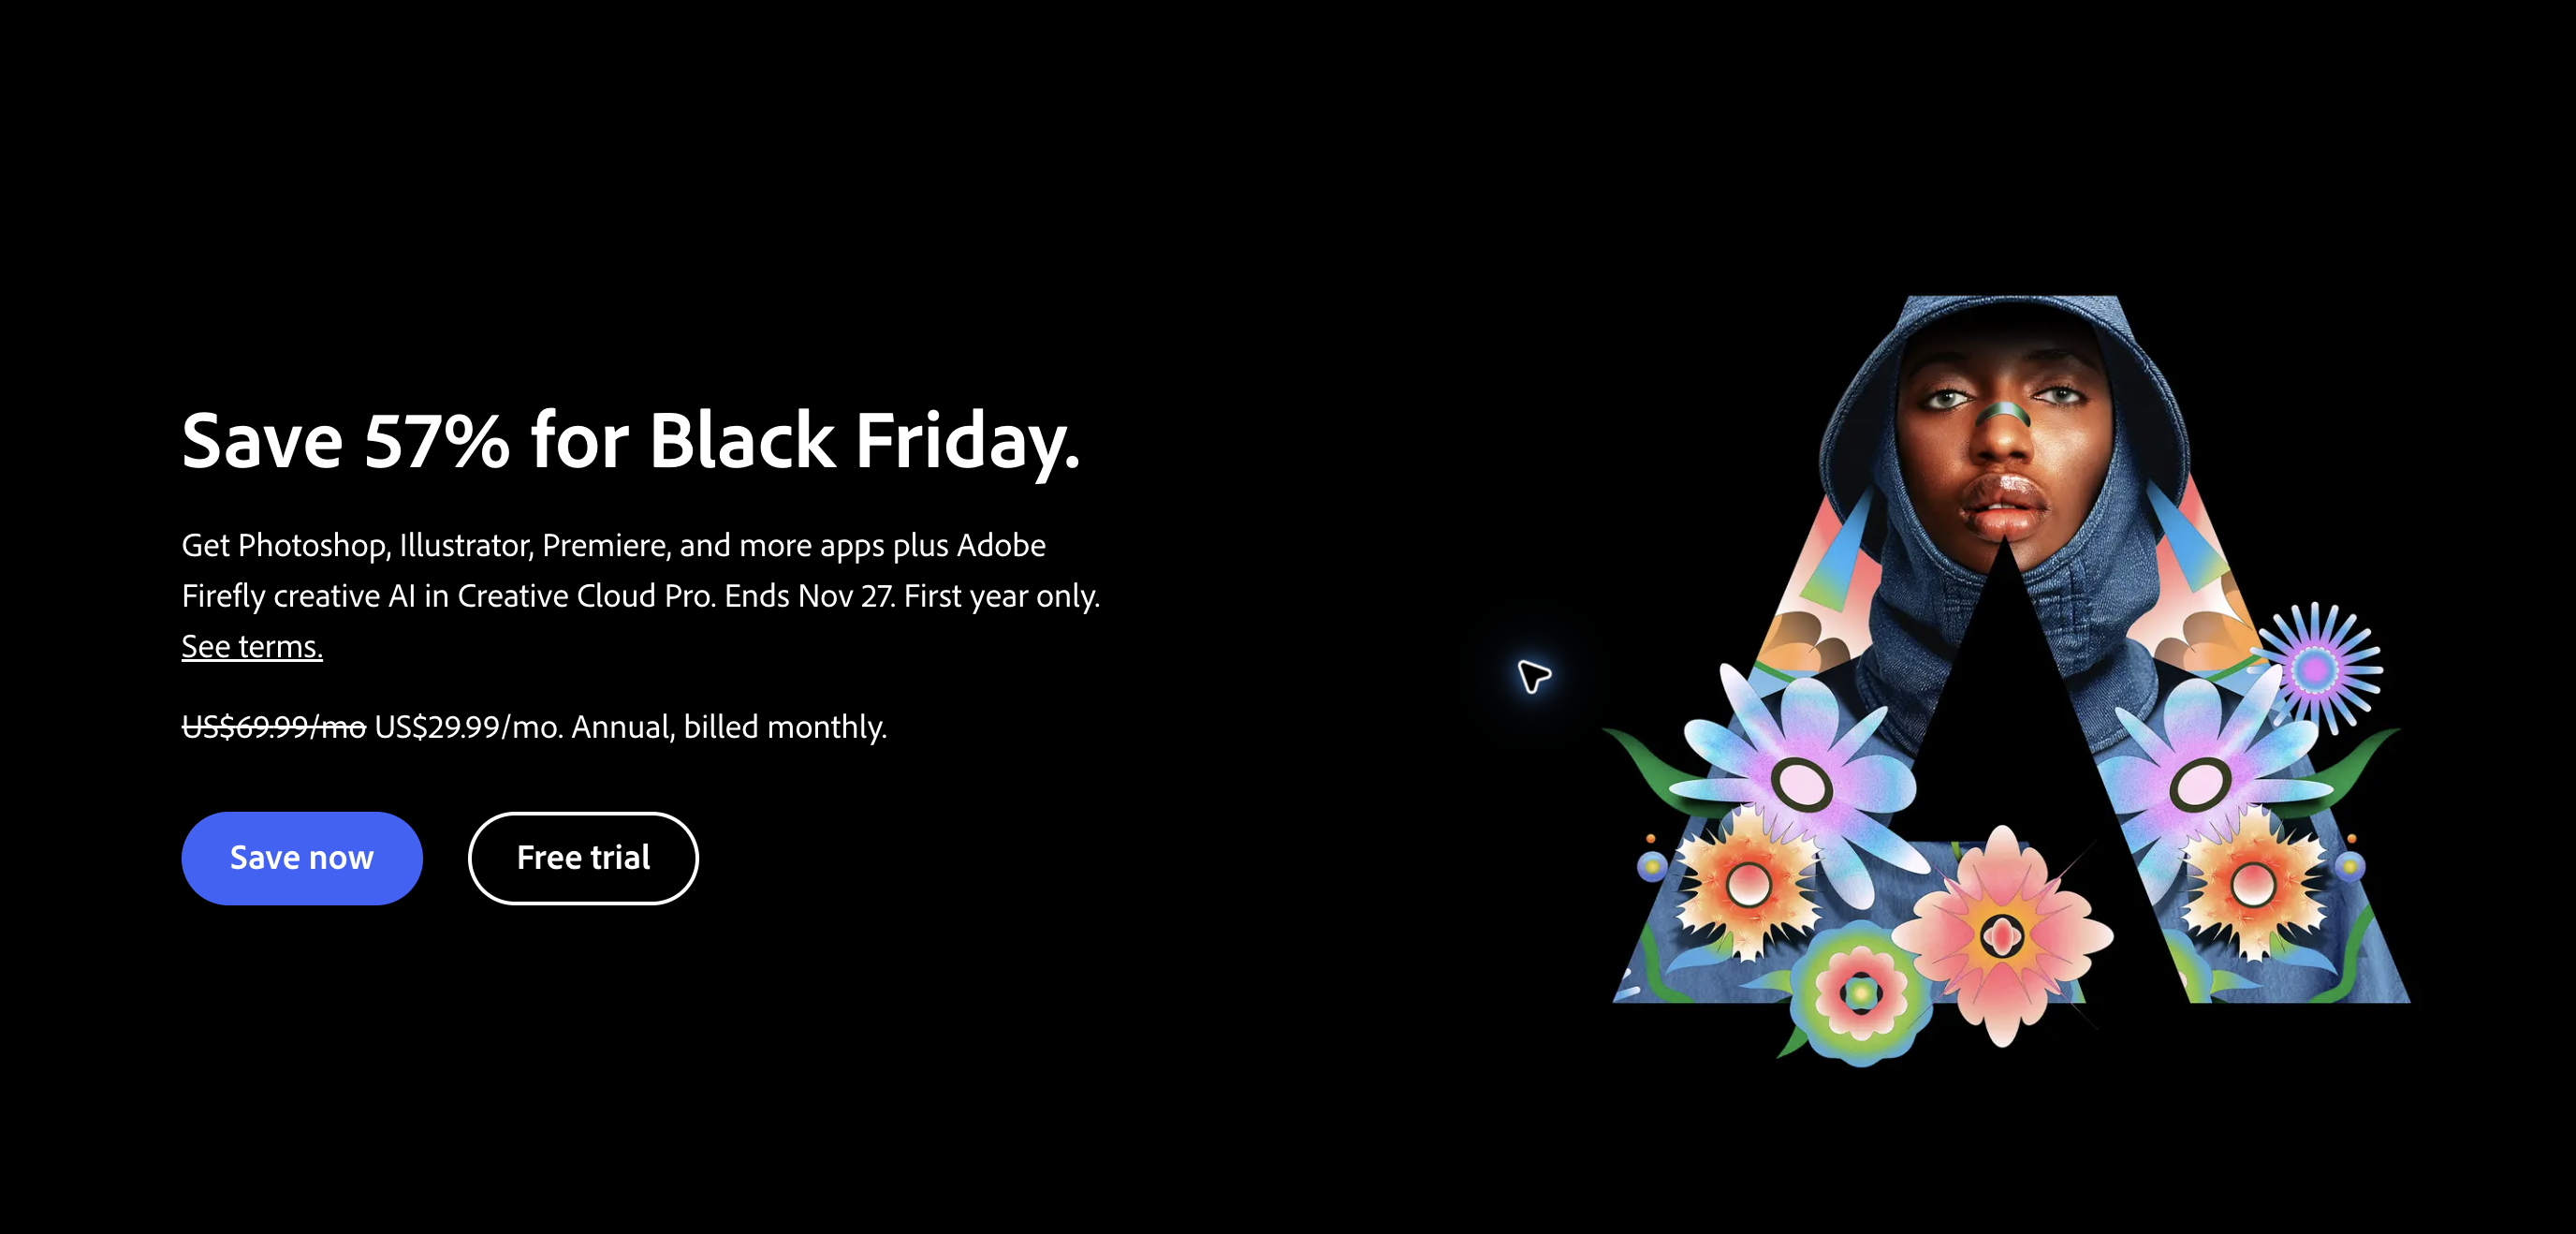 Save 57% for Black Friday.
Get Photoshop, Illustrator, Premiere, and more apps plus Adobe
Firefly creative AI in Creative Cloud Pro. Ends Nov 27. First year only.
See terms.
US$69.99/mo US$29.99/mo. Annual, billed monthly.
Save now Free trial